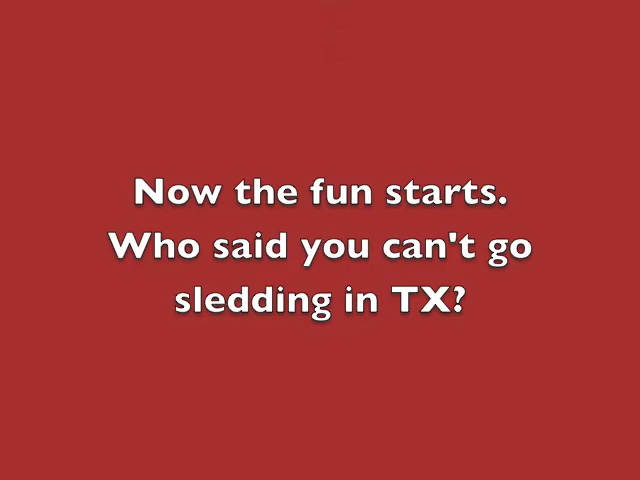 Now the fun starts.
Who said you can't go
sledding in TX?